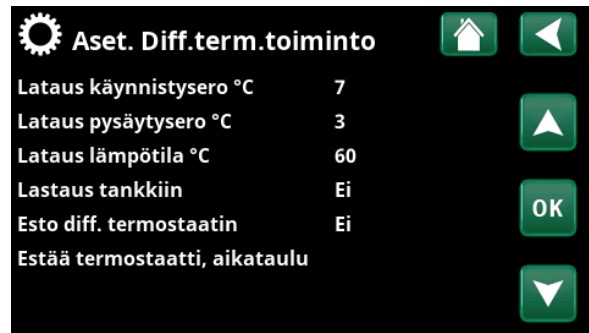 Aset. Diff.term.toiminto
Lataus käynnistysero °C 7
Lataus pysäytysero °C 3
Lataus lämpötila °C 60
Lastaus tankkiin Ei
Esto diff. termostaatin Ei
Estää termostaatti, aikataulu
OK